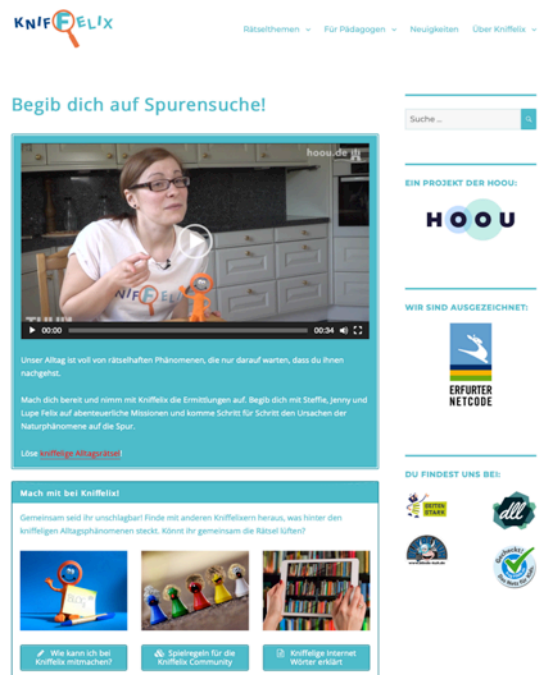 KNIFFELIX
Rätselthemen
Für Pädagogen
Neuigkeiten
Über Kniffelix
Begib dich auf Spurensuche!
hoou.de
KNIFFELIX
00:00
00:34
Unser Alltag ist voll von rätselhaften Phänomenen, die nur darauf warten, dass du ihnen
nachgehst.
Mach dich bereit und nimm mit Kniffelix die Ermittlungen auf. Begib dich mit Steffie, Jenny und
Lupe Felix auf abenteuerliche Missionen und komme Schritt für Schritt den Ursachen der
Naturphänomene auf die Spur.
Löse kniffelige Alltagsrätsel!
Mach mit bei Kniffelix!
Gemeinsam seid ihr unschlagbar! Finde mit anderen Kniffelixern heraus, was hinter den
kniffeligen Alltagsphänomenen steckt. Könnt ihr gemeinsam die Rätsel lüften?
BLOG
Wie kann ich bei
Kniffelix mitmachen?
Spielregeln für die
Kniffelix Community
Kniffelige Internet
Wörter erklärt
Suche ...
EIN PROJEKT DER HOOU:
HOOU
WIR SIND AUSGEZEICHNET:
ERFURTER
NETCODE
DU FINDEST UNS BEI:
SEITEN
STARK
dll
Gecheckt!